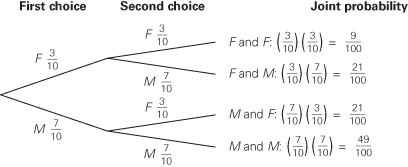 First choice Second choice Joint probability
F 3/10
F 3/10
F and F: (3/10)(3/10) = 9/100
M 7/10
F and M: (3/10)(7/10) = 21/100
M 7/10
F 3/10
M and F: (7/10)(3/10) = 21/100
M 7/10
M and M: (7/10)(7/10) = 49/100